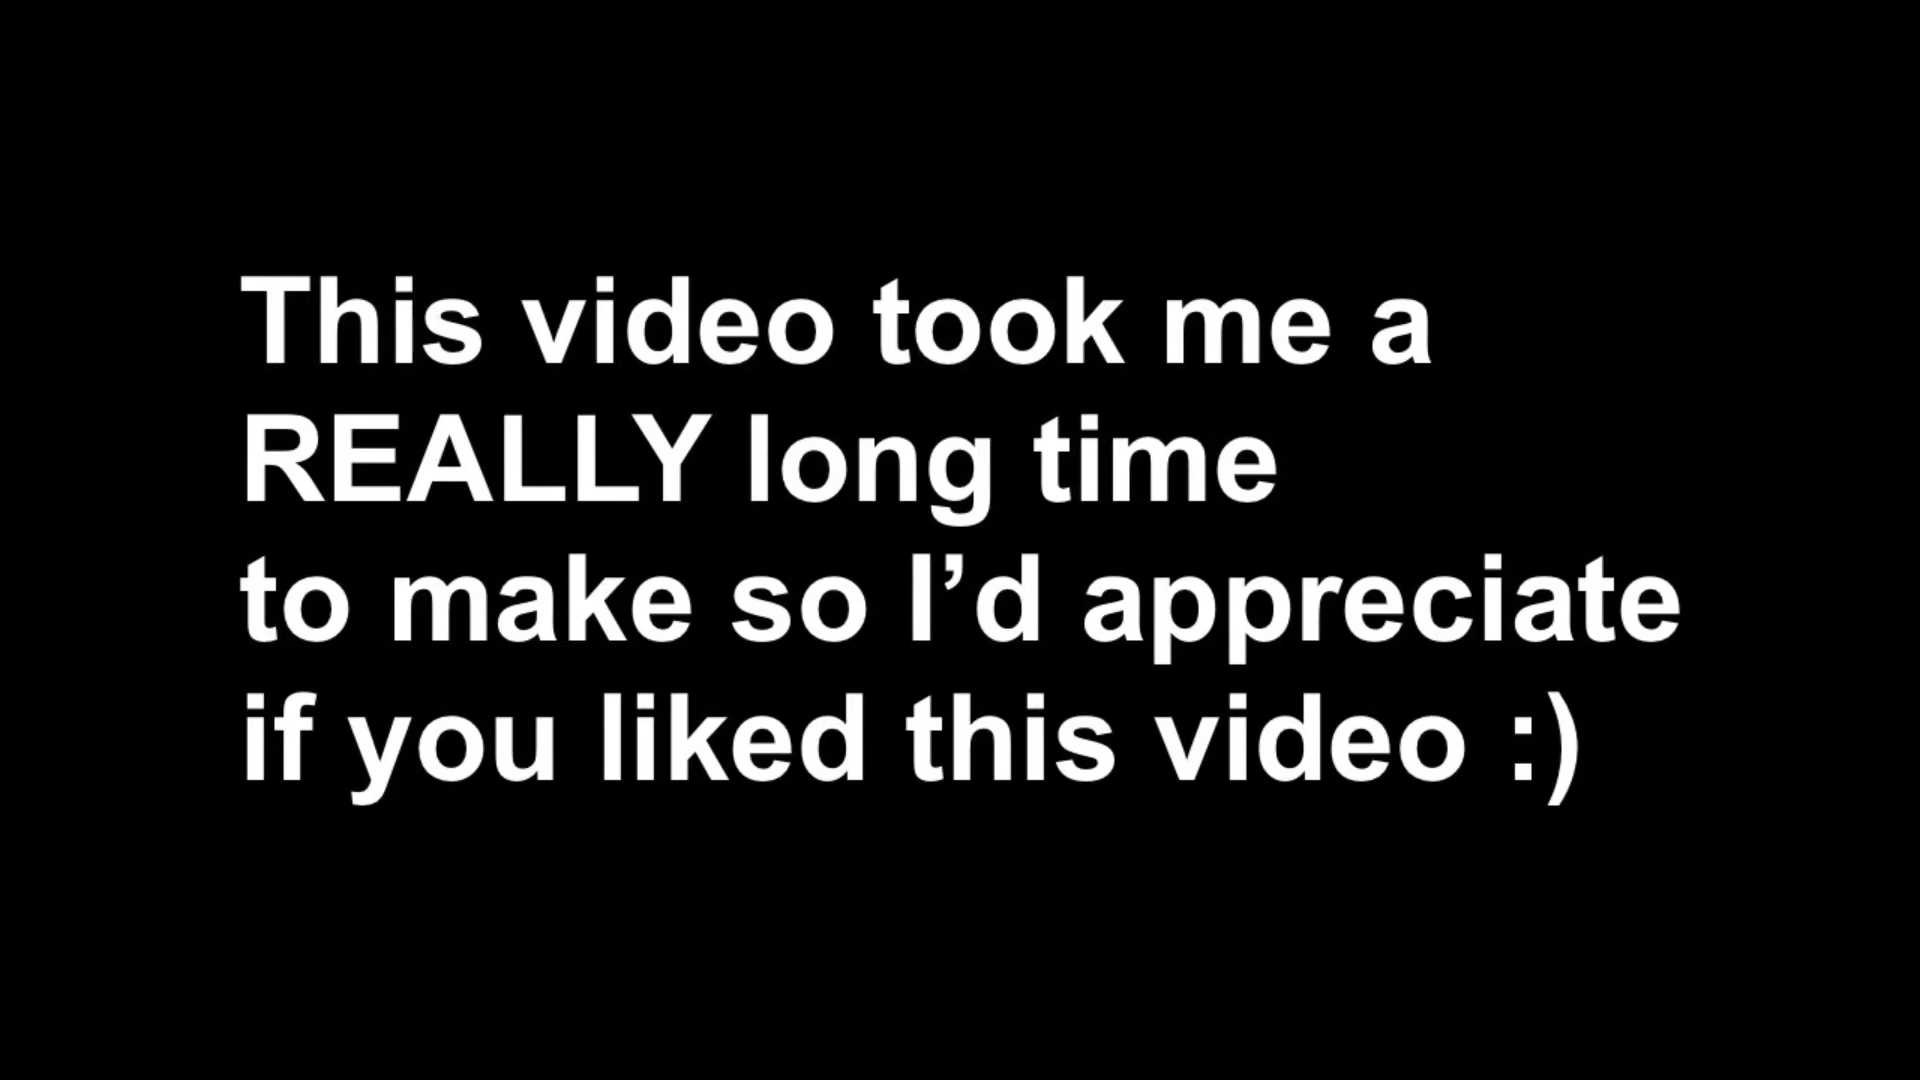 This video took me a
REALLY long time
to make so I’d appreciate
if you liked this video :)